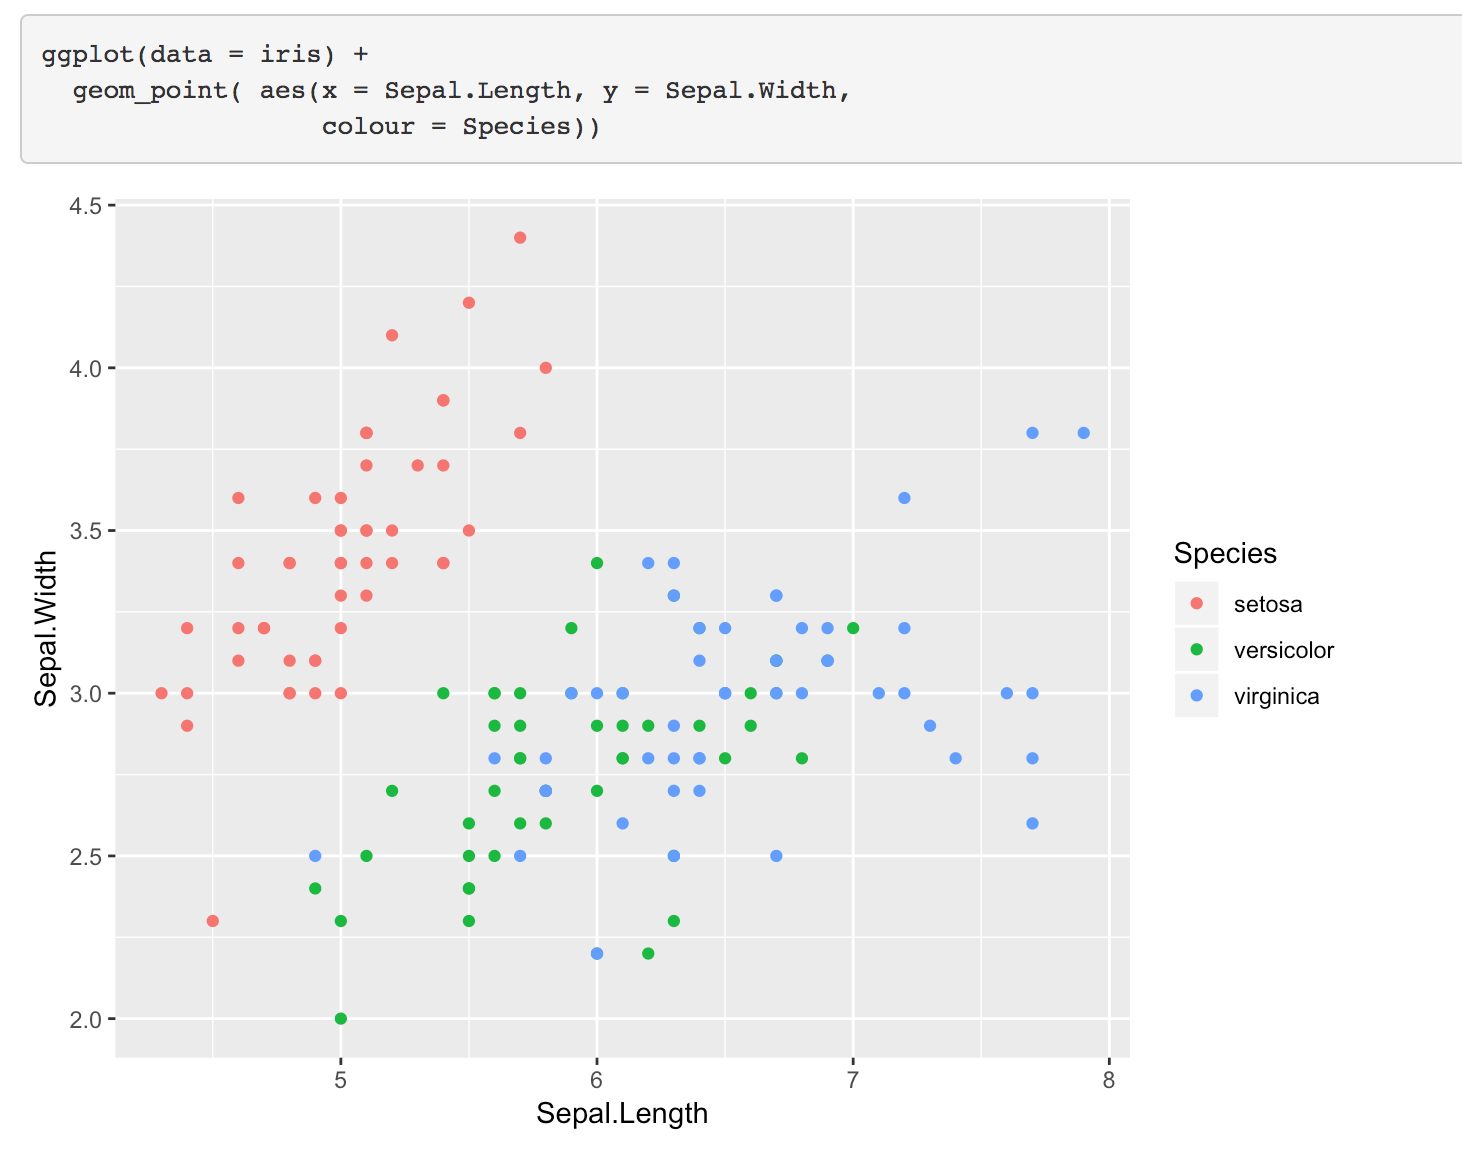 ggplot(data = iris) +
  geom_point( aes(x = Sepal.Length, y = Sepal.Width,
                  colour = Species))
4.5
4.0
3.5
3.0
2.5
2.0
Sepal.Width
5 6 7 8
Sepal.Length
Species
setosa
versicolor
virginica